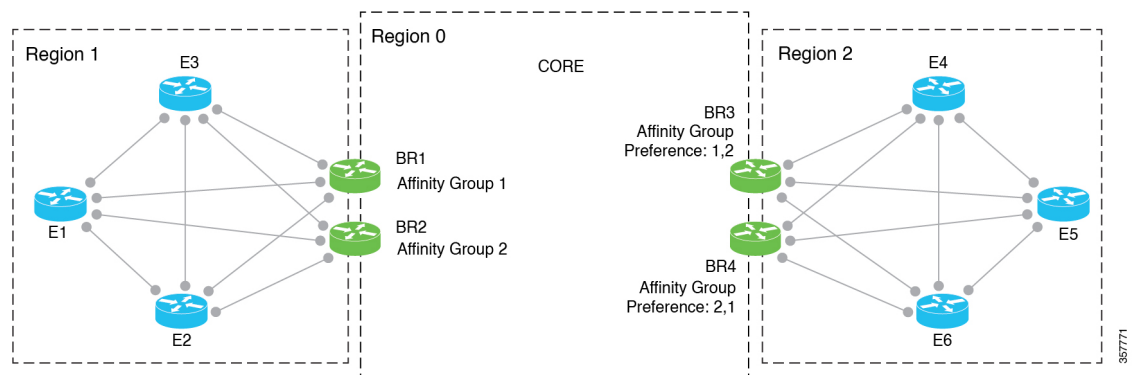 Region 1
Region 0
Region 2
CORE
E3
E4
BR1
Affinity Group 1
BR3
Affinity Group
Preference: 1,2
E1
BR2
Affinity Group 2
E5
BR4
Affinity Group
Preference: 2,1
E2
E6
357771